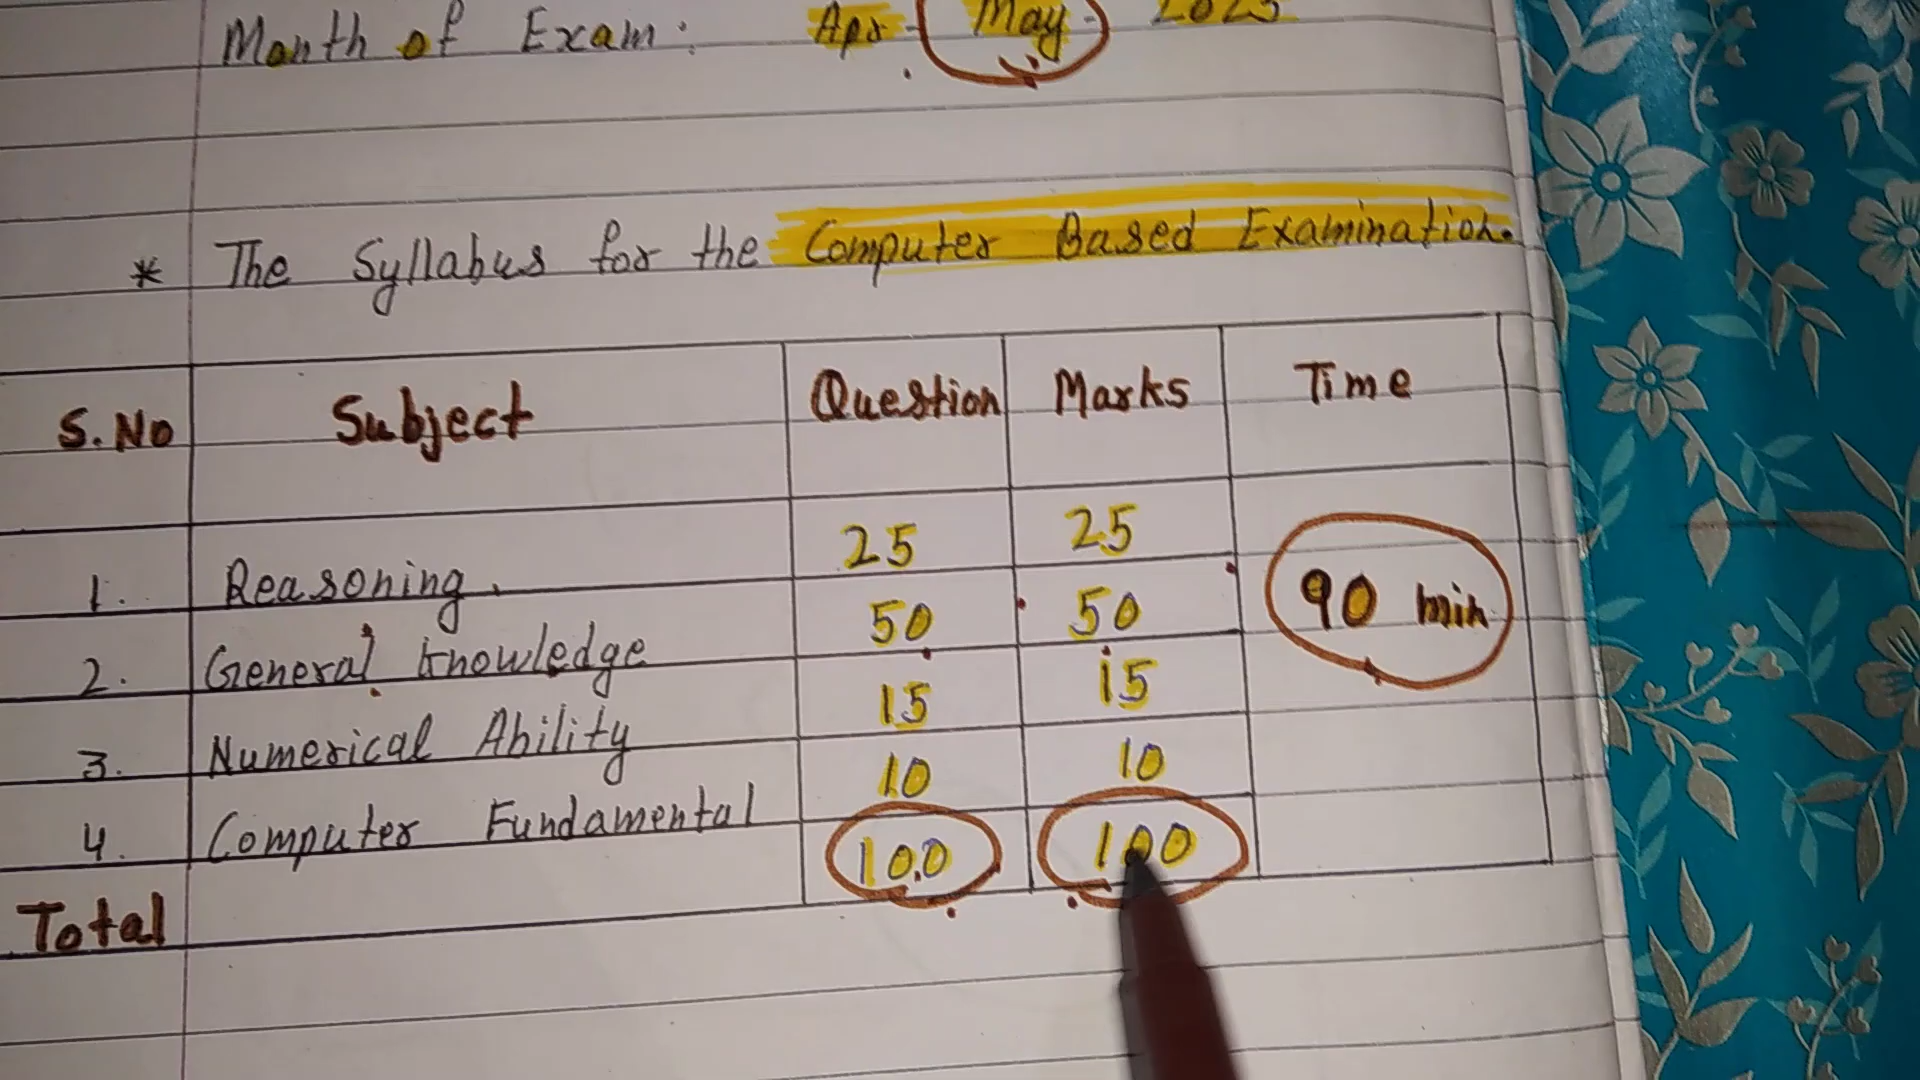 Month of Exam: Apr - May - 2023
* The Syllabus for the Computer Based Examination.
S.No Subject Question Marks Time
1. Reasoning. 25 25 90 min
2. General knowledge 50 50
3. Numerical Ability 15 15
4. Computer Fundamental 10 10
Total 100 100